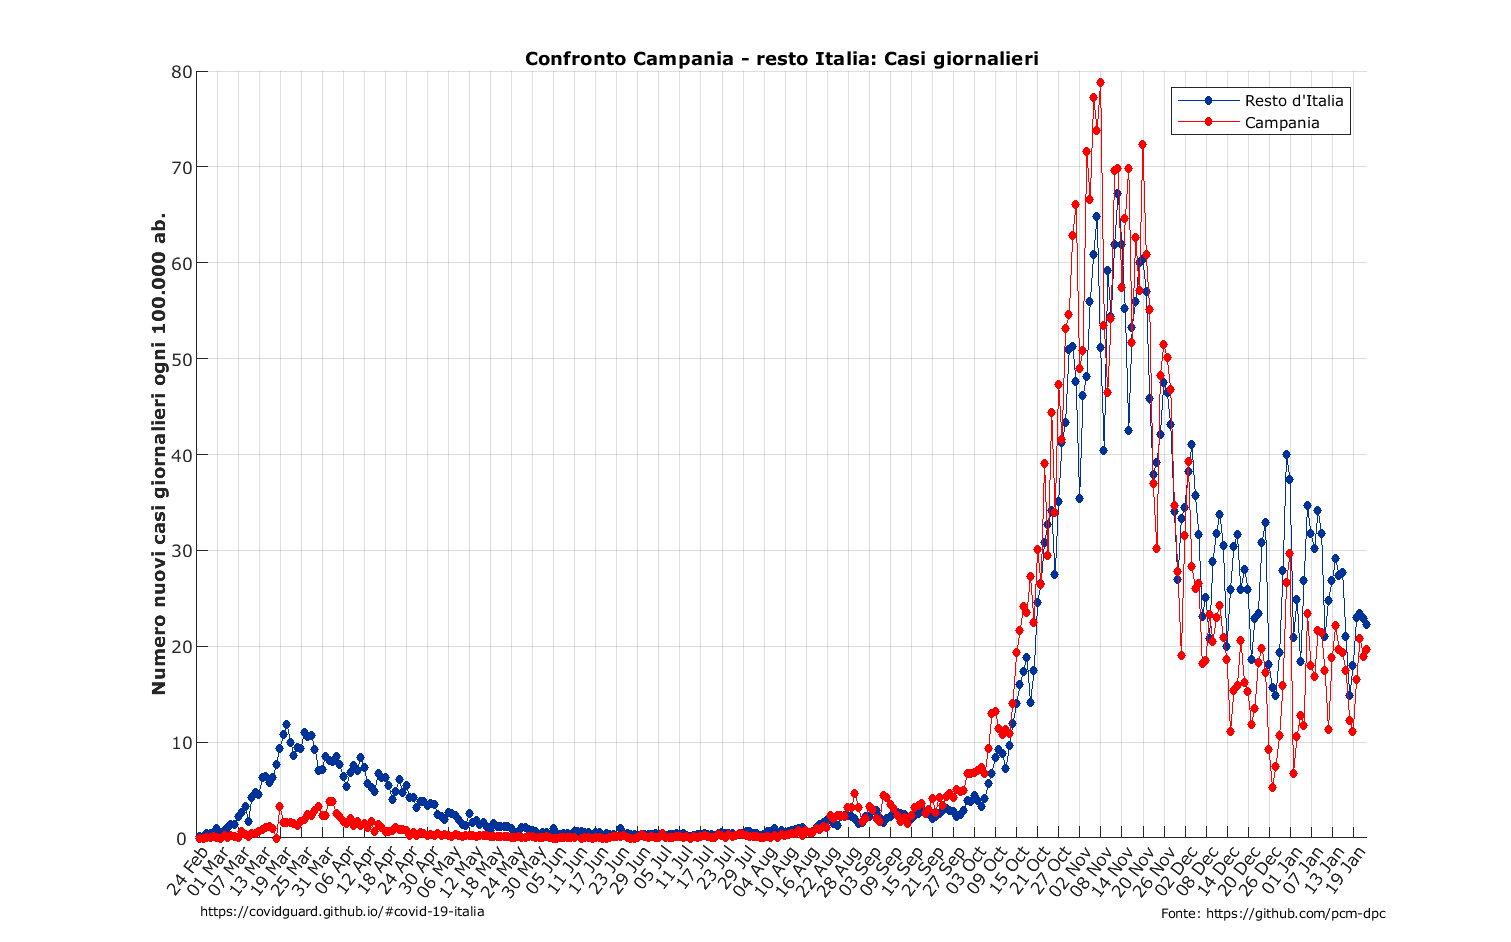 Confronto Campania - resto Italia: Casi giornalieri
Resto d'Italia
Campania
Numero nuovi casi giornalieri ogni 100.000 ab.
80
70
60
50
40
30
20
10
0
24 Feb
01 Mar
07 Mar
13 Mar
19 Mar
25 Mar
31 Mar
06 Apr
12 Apr
18 Apr
24 Apr
30 Apr
06 May
12 May
18 May
24 May
30 May
05 Jun
11 Jun
17 Jun
23 Jun
29 Jun
05 Jul
11 Jul
17 Jul
23 Jul
29 Jul
04 Aug
10 Aug
16 Aug
22 Aug
28 Aug
03 Sep
09 Sep
15 Sep
21 Sep
27 Sep
03 Oct
09 Oct
15 Oct
21 Oct
27 Oct
02 Nov
08 Nov
14 Nov
20 Nov
26 Nov
02 Dec
08 Dec
14 Dec
20 Dec
26 Dec
01 Jan
07 Jan
13 Jan
19 Jan
https://covidguard.github.io/#covid-19-italia
Fonte: https://github.com/pcm-dpc